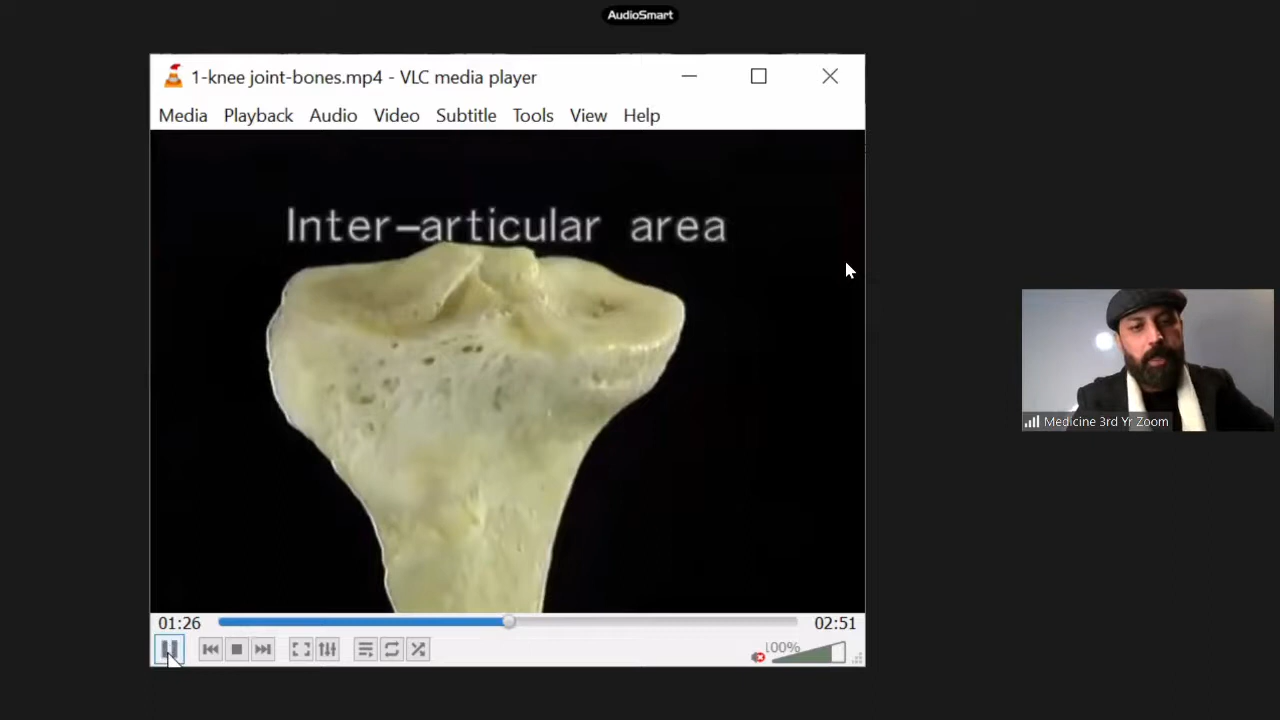 AudioSmart
1-knee joint-bones.mp4 - VLC media player
Media Playback Audio Video Subtitle Tools View Help
Inter-articular area
Medicine 3rd Yr Zoom
01:26 02:51
100%